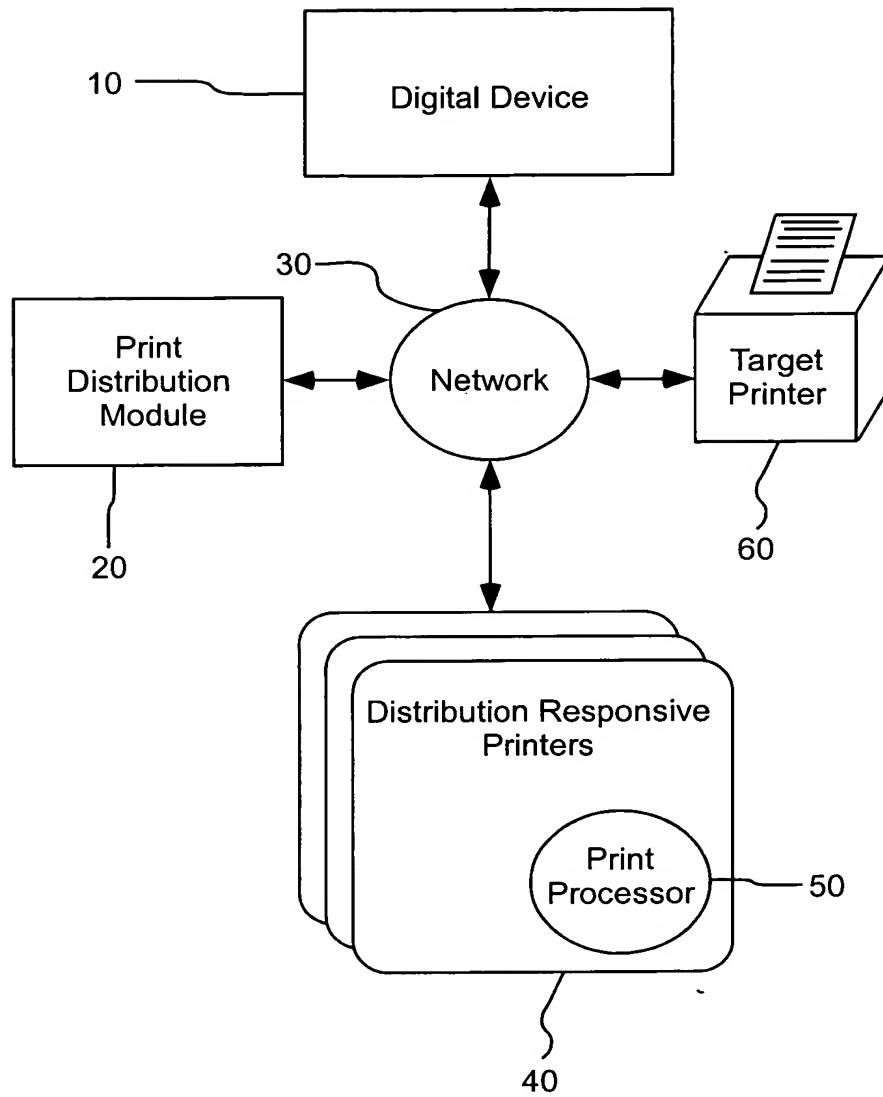 10
Digital Device
30
Print
Distribution
Module
Network
Target
Printer
20
60
Distribution Responsive
Printers
Print
Processor
50
40